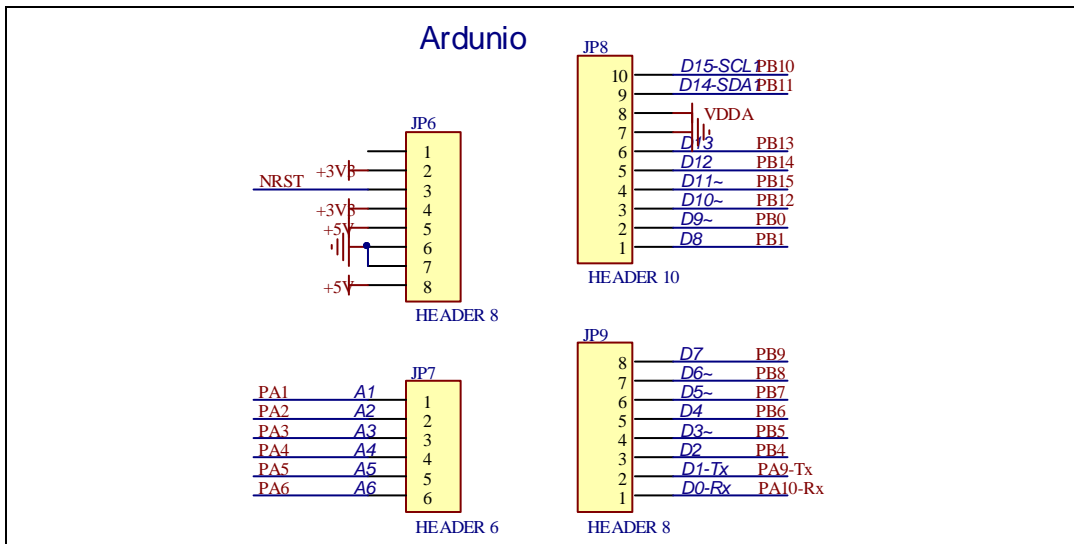 Ardunio
JP6
1
+3V3 2
NRST 3
+3V3 4
+5V 5
6
7
+5V 8
HEADER 8
JP7
PA1 A1 1
PA2 A2 2
PA3 A3 3
PA4 A4 4
PA5 A5 5
PA6 A6 6
HEADER 6
JP8
10 D15-SCL1 PB10
9 D14-SDA1 PB11
8 VDDA
7
6 D13 PB13
5 D12 PB14
4 D11~ PB15
3 D10~ PB12
2 D9~ PB0
1 D8 PB1
HEADER 10
JP9
8 D7 PB9
7 D6~ PB8
6 D5~ PB7
5 D4 PB6
4 D3~ PB5
3 D2 PB4
2 D1-Tx PA9-Tx
1 D0-Rx PA10-Rx
HEADER 8